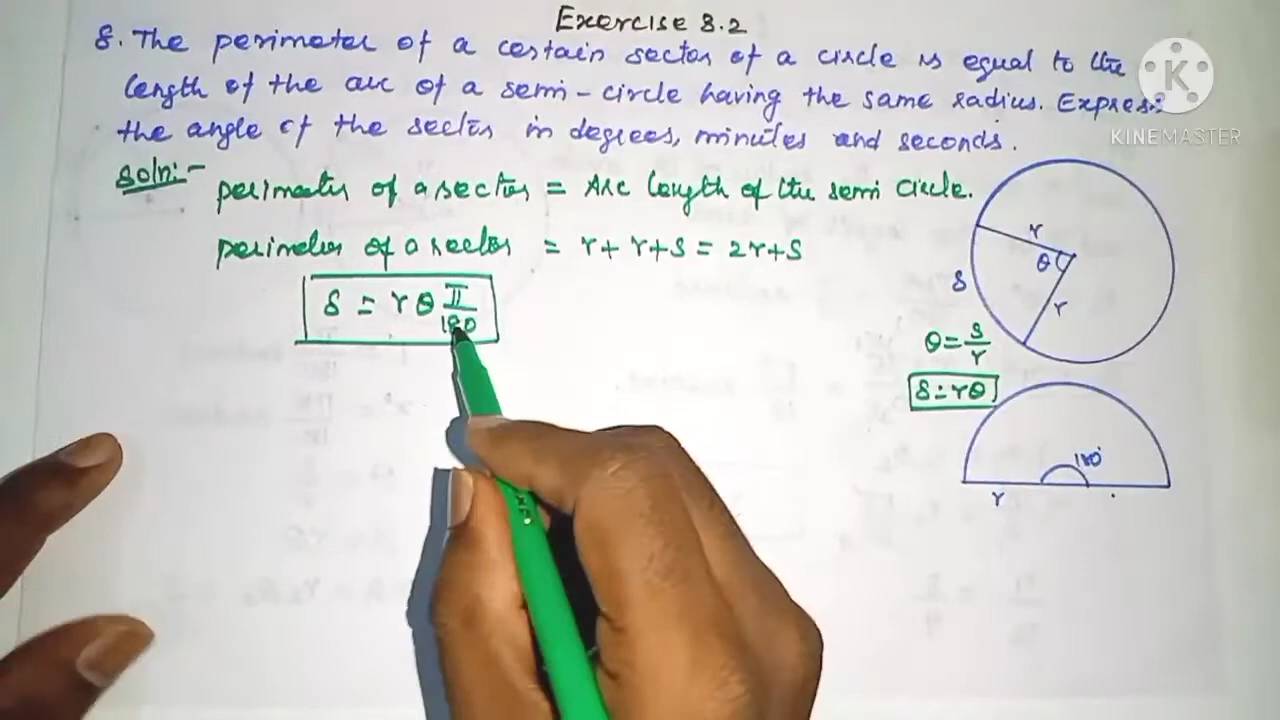 Exercise 8.2
8. The perimeter of a certain sector of a circle is equal to the
length of the arc of a semi-circle having the same radius. Express
the angle of the sector in degrees, minutes and seconds.
KINEMASTER
Soln:-
perimeter of a sector = Arc length of the semi circle.
perimeter of a sector = r + r + s = 2r + s
s = r θ π/180
r
θ
s
r
θ = s/r
s = rθ
180°
r